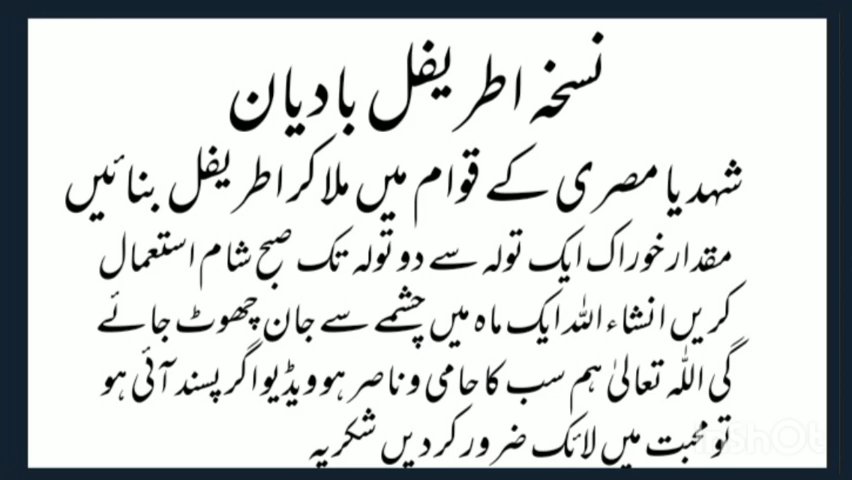 نسخہ اطریفل بادیان
شہد یا مصری کے قوام میں ملا کر اطریفل بنائیں
مقدار خوراک ایک تولہ سے دو تولہ تک صبح شام استعمال
کریں انشاء اللہ ایک ماہ میں چشمے سے جان چھوٹ جائے
گی اللہ تعالیٰ ہم سب کا حامی و ناصر ہو ویڈیو اگر پسند آئی ہو
تو محبت میں لائک ضرور کر دیں شکریہ
InShOt